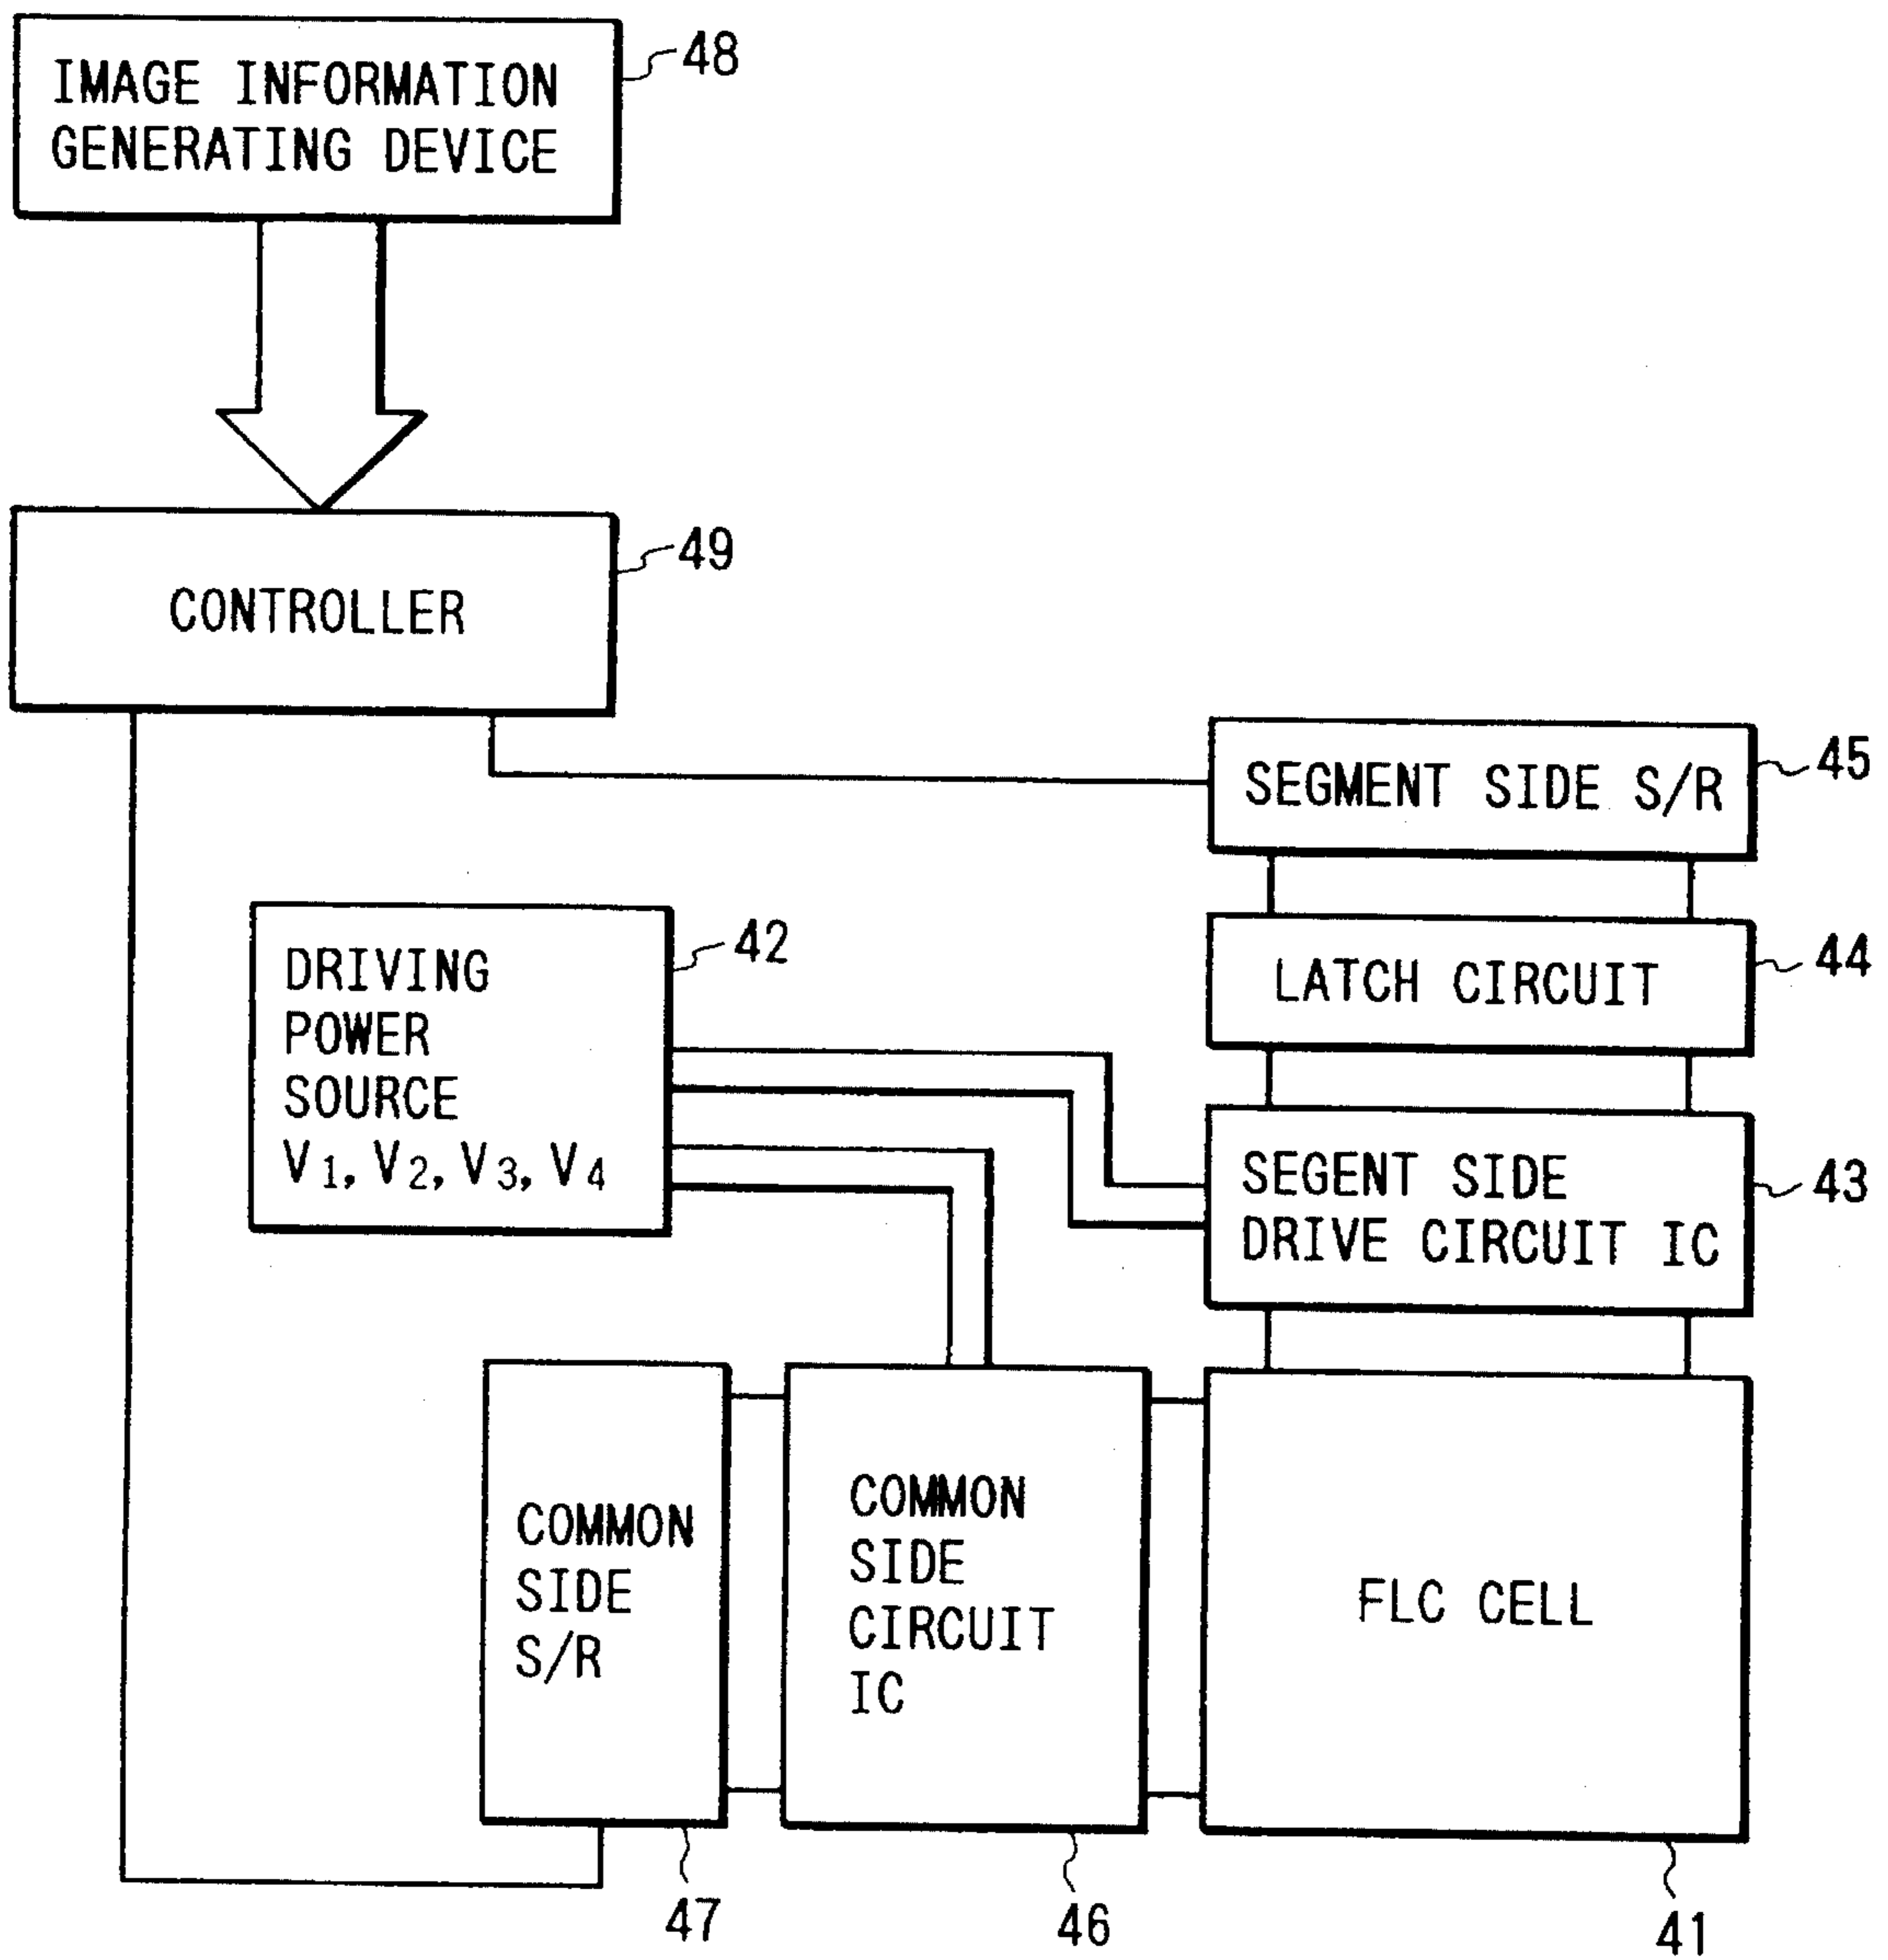 IMAGE INFORMATION
GENERATING DEVICE
48
CONTROLLER
49
SEGMENT SIDE S/R
45
LATCH CIRCUIT
44
DRIVING
POWER
SOURCE
V1, V2, V3, V4
42
SEGENT SIDE
DRIVE CIRCUIT IC
43
COMMON
SIDE
S/R
47
COMMON
SIDE
CIRCUIT
IC
46
FLC CELL
41